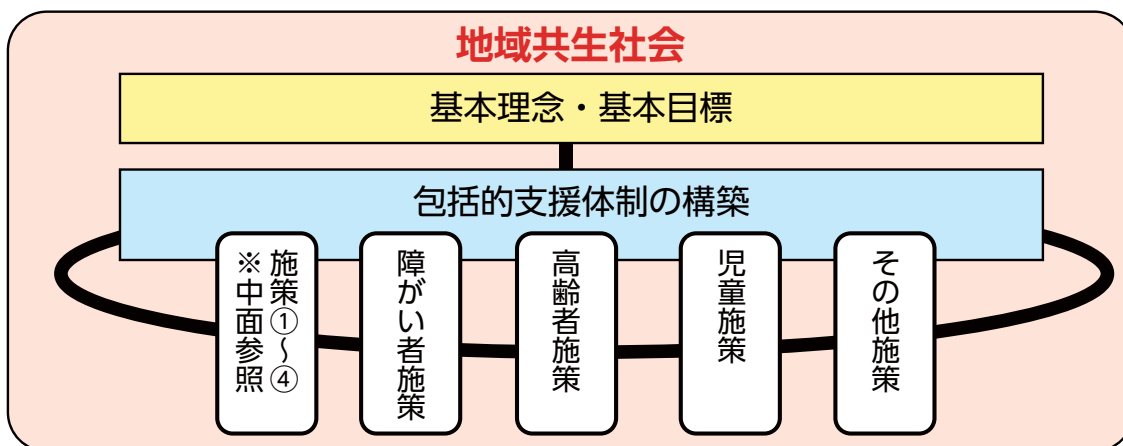 地域共生社会
基本理念・基本目標
包括的支援体制の構築
施策①～④
※中面参照
障がい者施策
高齢者施策
児童施策
その他施策